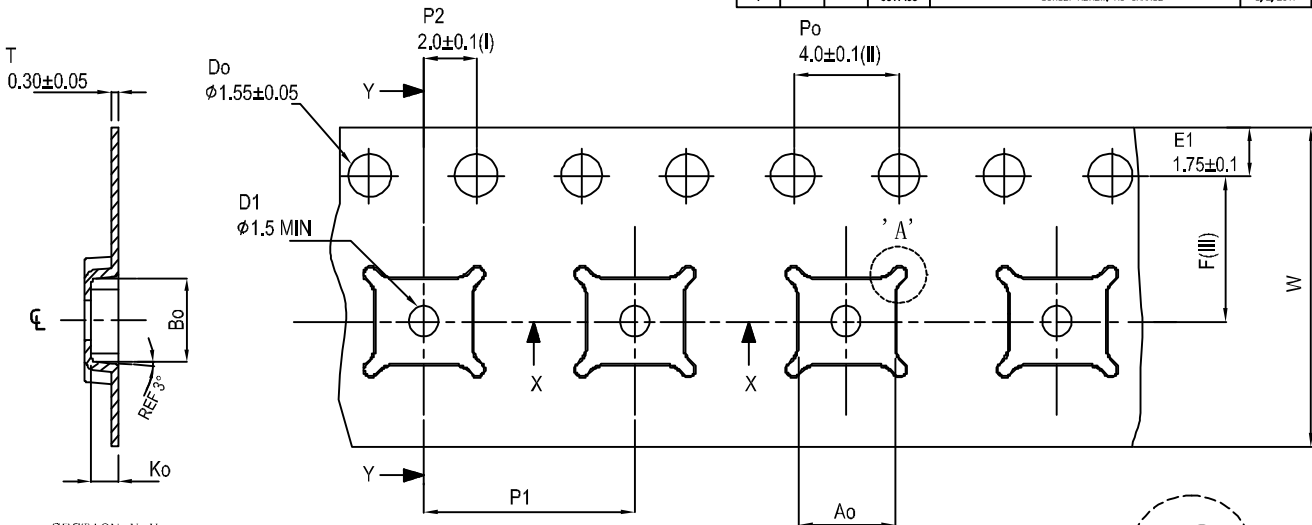 P2
2.0±0.1(Ⅰ)
Po
4.0±0.1(Ⅱ)
T
0.30±0.05
Do
ϕ1.55±0.05
Y
E1
1.75±0.1
D1
ϕ1.5 MIN
'A'
F(Ⅲ)
W
℄
Bo
X
X
REF 3°
Ko
Y
P1
Ao